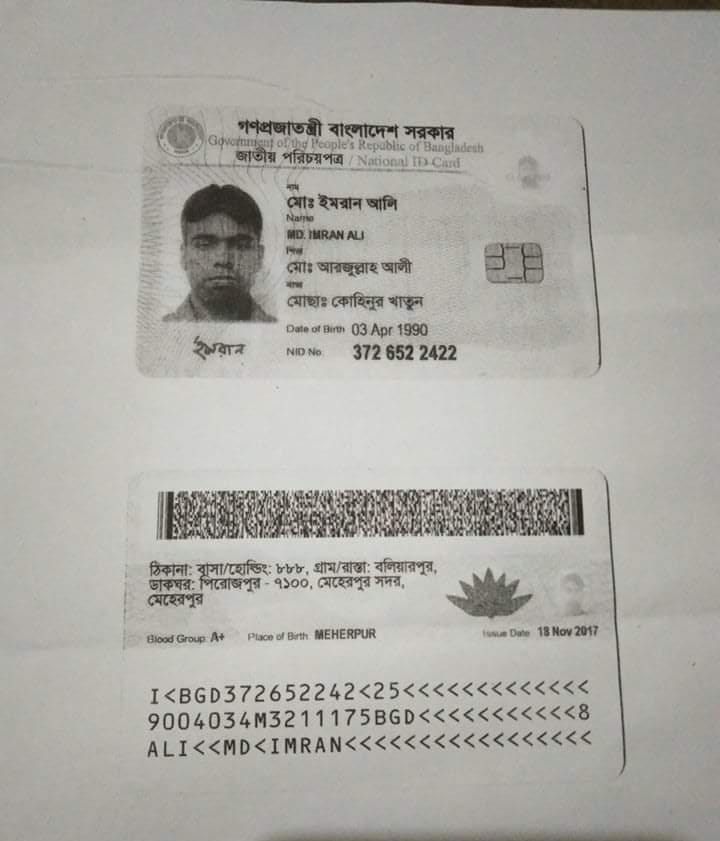 গণপ্রজাতন্ত্রী বাংলাদেশ সরকার
Government of the People's Republic of Bangladesh
জাতীয় পরিচয়পত্র / National ID Card
নাম
মোঃ ইমরান আলি
Name
MD. IMRAN ALI
পিতা
মোঃ আরজুল্লাহ আলী
মাতা
মোছাঃ কোহিনুর খাতুন
Date of Birth 03 Apr 1990
NID No. 372 652 2422
ইমরান
ঠিকানা: বাসা/হোল্ডিং: ৮৮৮, গ্রাম/রাস্তা: বলিয়ারপুর,
ডাকঘর: পিরোজপুর - ৭১০০, মেহেরপুর সদর,
মেহেরপুর
Blood Group: A+ Place of Birth: MEHERPUR Issue Date: 18 Nov 2017
I<BGD372652242<25<<<<<<<<<<<<<
9004034M3211175BGD<<<<<<<<<<<8
ALI<<MD<IMRAN<<<<<<<<<<<<<<<<<